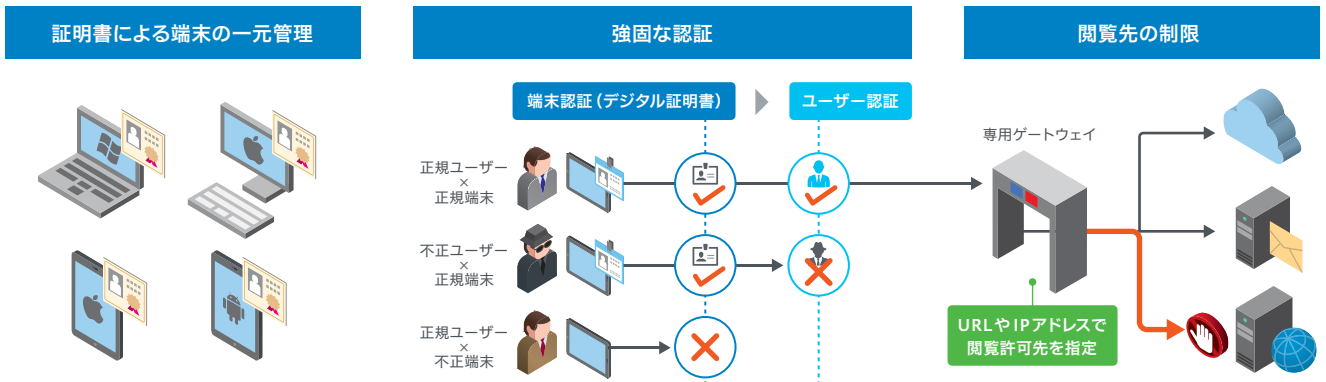 証明書による端末の一元管理
強固な認証
閲覧先の制限
端末認証（デジタル証明書）
ユーザー認証
正規ユーザー
×
正規端末
不正ユーザー
×
正規端末
正規ユーザー
×
不正端末
専用ゲートウェイ
URLやIPアドレスで
閲覧許可先を指定